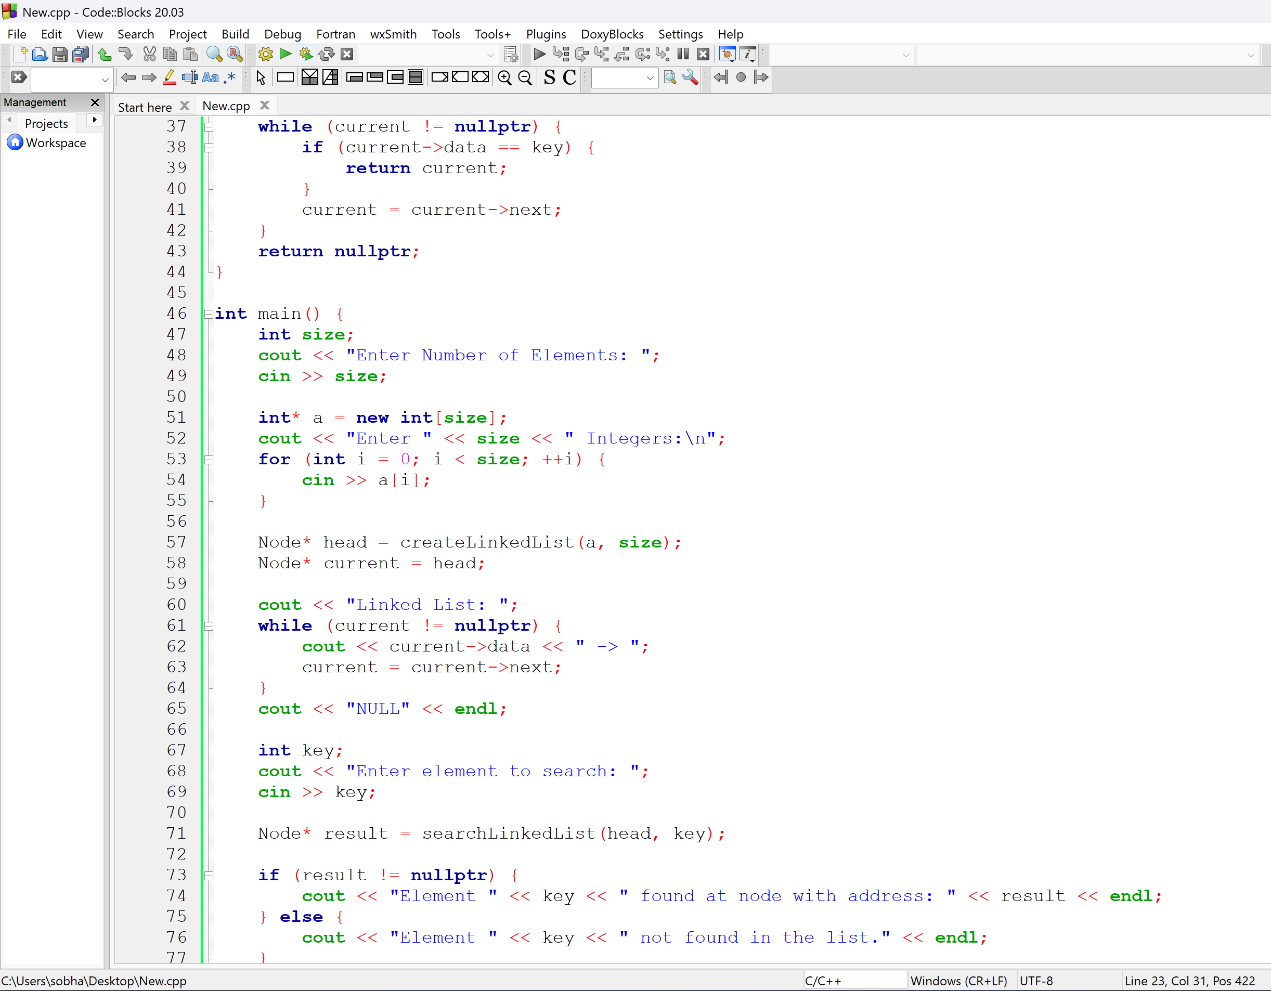 New.cpp - Code::Blocks 20.03
File Edit View Search Project Build Debug Fortran wxSmith Tools Tools+ Plugins DoxyBlocks Settings Help
Aa .* S C
Management
Start here New.cpp
Projects
Workspace
37 while (current != nullptr) {
38 if (current->data == key) {
39 return current;
40 }
41 current = current->next;
42 }
43 return nullptr;
44 }
45
46 int main() {
47 int size;
48 cout << "Enter Number of Elements: ";
49 cin >> size;
50
51 int* a = new int[size];
52 cout << "Enter " << size << " Integers:\n";
53 for (int i = 0; i < size; ++i) {
54 cin >> a[i];
55 }
56
57 Node* head = createLinkedList(a, size);
58 Node* current = head;
59
60 cout << "Linked List: ";
61 while (current != nullptr) {
62 cout << current->data << " -> ";
63 current = current->next;
64 }
65 cout << "NULL" << endl;
66
67 int key;
68 cout << "Enter element to search: ";
69 cin >> key;
70
71 Node* result = searchLinkedList(head, key);
72
73 if (result != nullptr) {
74 cout << "Element " << key << " found at node with address: " << result << endl;
75 } else {
76 cout << "Element " << key << " not found in the list." << endl;
77 }
C:\Users\sobha\Desktop\New.cpp C/C++ Windows (CR+LF) UTF-8 Line 23, Col 31, Pos 422